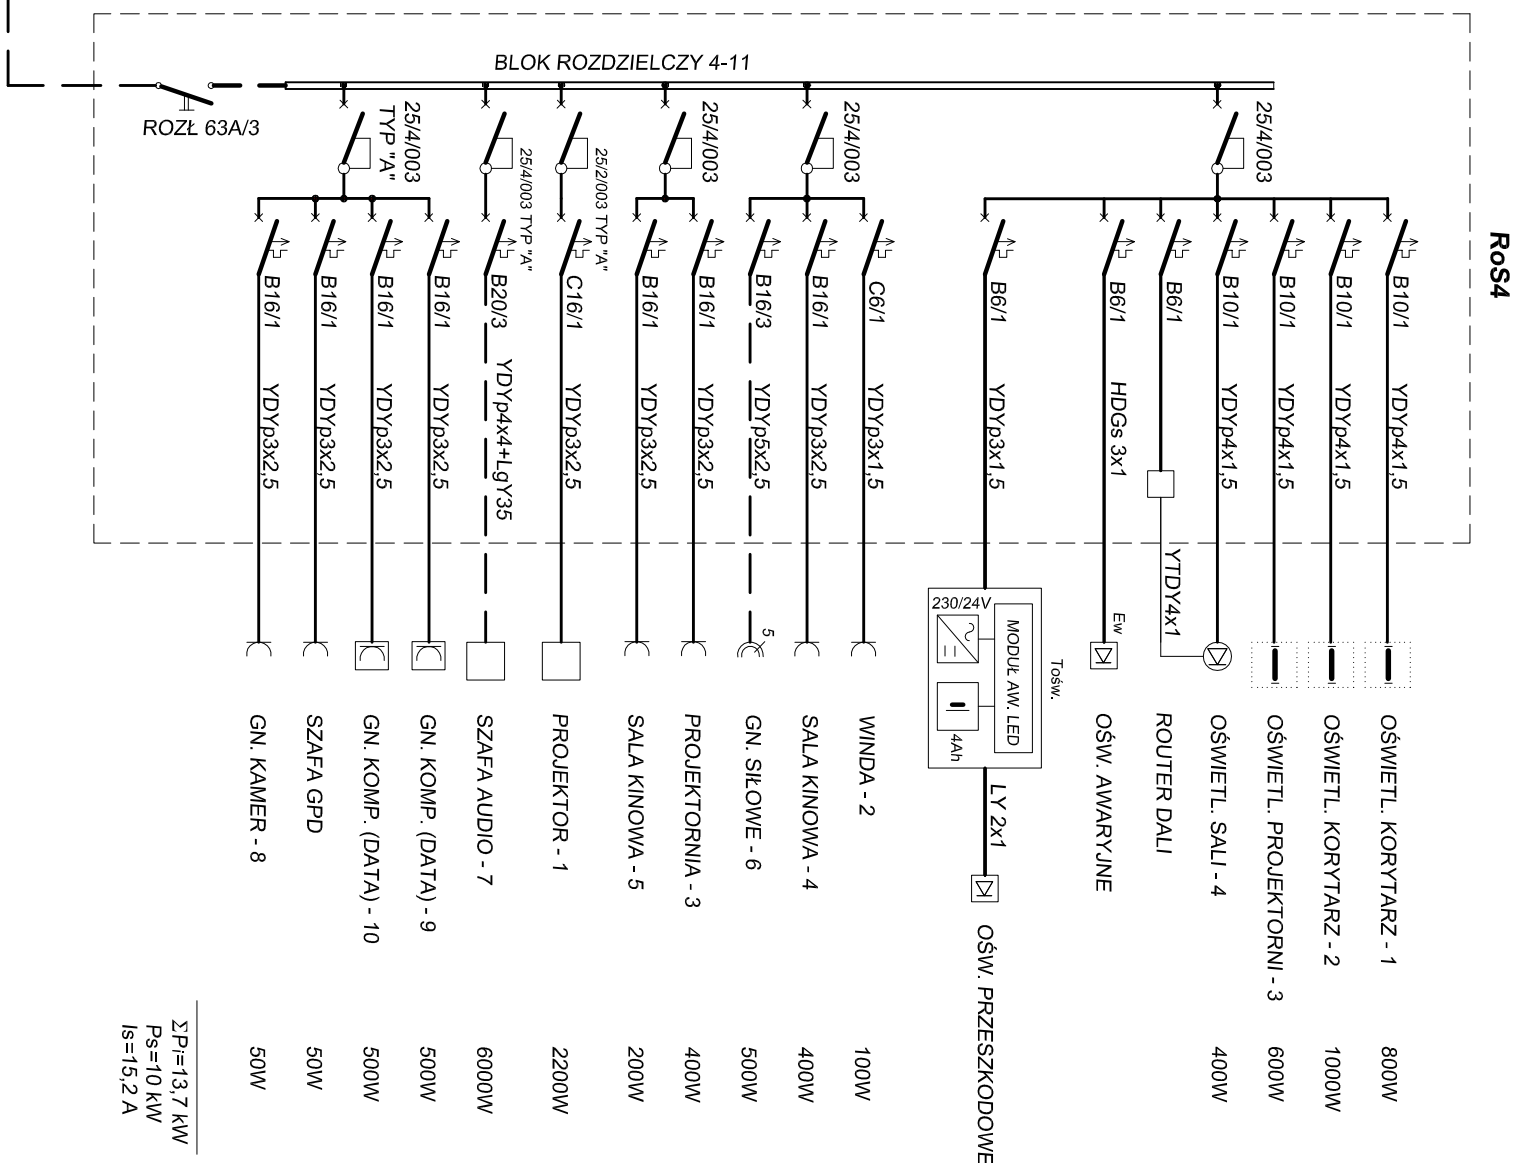 BLOK ROZDZIELCZY 4-11
ROZŁ 63A/3
RoS4
25/4/003
TYP "A"
25/4/003 TYP "A"
25/2/003 TYP "A"
25/4/003
25/4/003
25/4/003
B16/1
B16/1
B16/1
B16/1
B20/3
C16/1
B16/1
B16/1
B16/3
B16/1
C6/1
B6/1
B6/1
B6/1
B10/1
B10/1
B10/1
B10/1
YDYp3x2,5
YDYp3x2,5
YDYp3x2,5
YDYp3x2,5
YDYp4x4+LgY35
YDYp3x2,5
YDYp3x2,5
YDYp3x2,5
YDYp5x2,5
YDYp3x2,5
YDYp3x1,5
YDYp3x1,5
HDGs 3x1
YTDY4x1
YDYp4x1,5
YDYp4x1,5
YDYp4x1,5
YDYp4x1,5
5
230/24V
MODUŁ AW. LED
4Ah
Tośw.
Ew
LY 2x1
GN. KAMER - 8
SZAFA GPD
GN. KOMP. (DATA) - 10
GN. KOMP. (DATA) - 9
SZAFA AUDIO - 7
PROJEKTOR - 1
SALA KINOWA - 5
PROJEKTORNIA - 3
GN. SIŁOWE - 6
SALA KINOWA - 4
WINDA - 2
OŚW. PRZESZKODOWE
OŚW. AWARYJNE
ROUTER DALI
OŚWIETL. SALI - 4
OŚWIETL. PROJEKTORNI - 3
OŚWIETL. KORYTARZ - 2
OŚWIETL. KORYTARZ - 1
50W
50W
500W
500W
6000W
2200W
200W
400W
500W
400W
100W
400W
600W
1000W
800W
ΣPi=13,7 kW
Ps=10 kW
Is=15,2 A